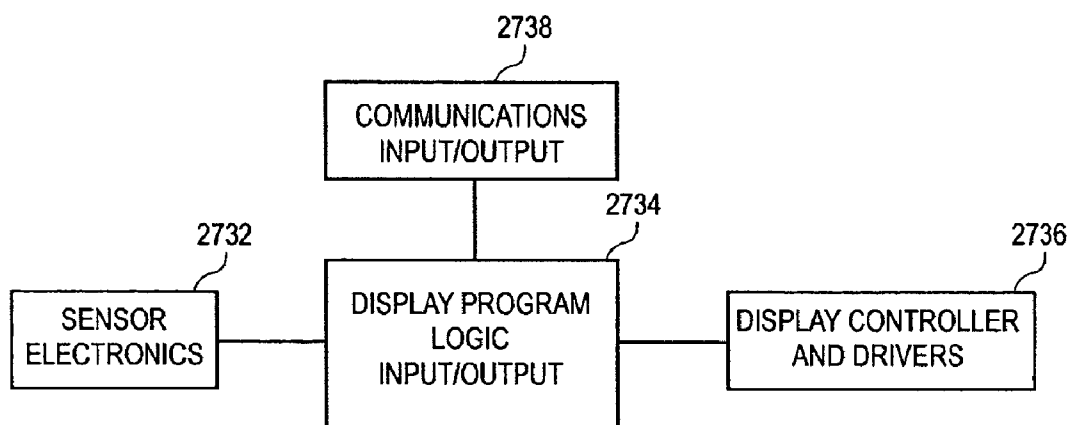 2738
COMMUNICATIONS
INPUT/OUTPUT
2734
2732
2736
SENSOR
ELECTRONICS
DISPLAY PROGRAM
LOGIC
INPUT/OUTPUT
DISPLAY CONTROLLER
AND DRIVERS